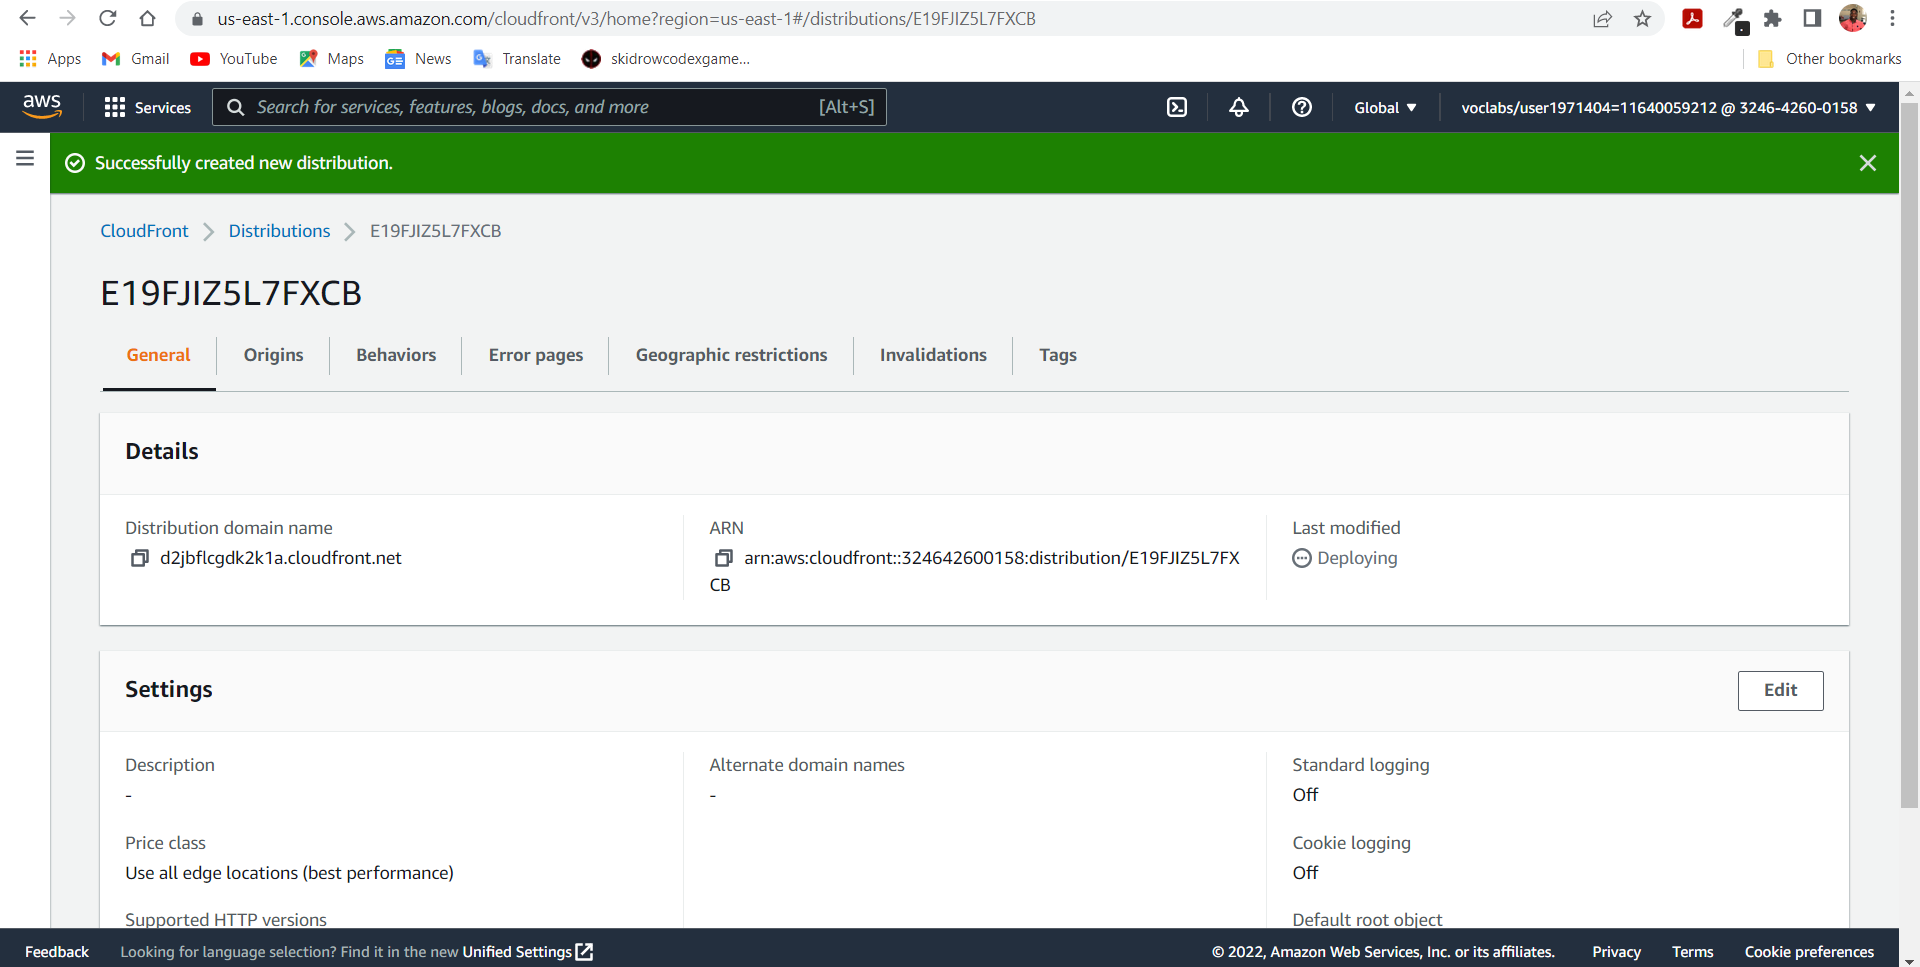 us-east-1.console.aws.amazon.com/cloudfront/v3/home?region=us-east-1#/distributions/E19FJIZ5L7FXCB
Apps Gmail YouTube Maps News Translate skidrowcodexgame... Other bookmarks
aws Services Search for services, features, blogs, docs, and more [Alt+S] Global voclabs/user1971404=11640059212 @ 3246-4260-0158
Successfully created new distribution.
CloudFront Distributions E19FJIZ5L7FXCB
E19FJIZ5L7FXCB
General Origins Behaviors Error pages Geographic restrictions Invalidations Tags
Details
Distribution domain name ARN Last modified
d2jbflcgdk2k1a.cloudfront.net arn:aws:cloudfront::324642600158:distribution/E19FJIZ5L7FX Deploying
CB
Settings Edit
Description Alternate domain names Standard logging
- - Off
Price class Cookie logging
Use all edge locations (best performance) Off
Supported HTTP versions Default root object
Feedback Looking for language selection? Find it in the new Unified Settings © 2022, Amazon Web Services, Inc. or its affiliates. Privacy Terms Cookie preferences